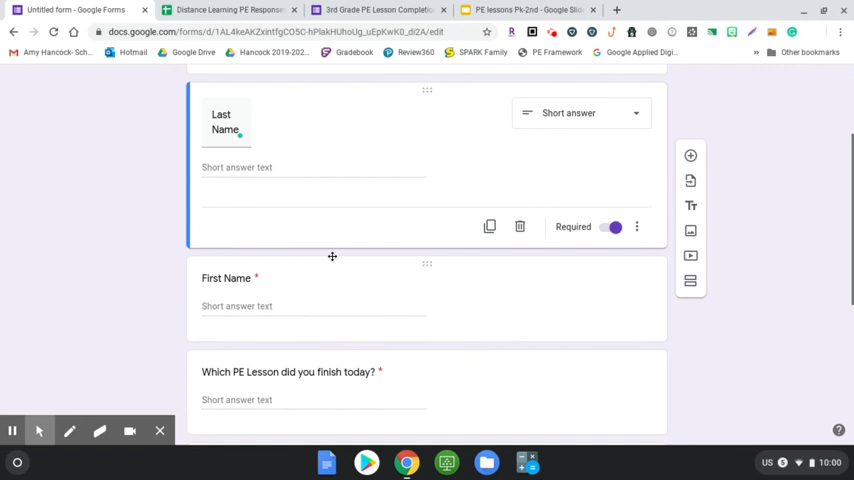 Untitled form - Google Forms
Distance Learning PE Respons
3rd Grade PE Lesson Completio
PE lessons Pk-2nd - Google Slid
docs.google.com/forms/d/1AL4keAKZxintfgCO5C-hPlakHUhoUg_uEpKwK0_di2A/edit
Amy Hancock- Sch...
Hotmail
Google Drive
Hancock 2019-202...
Gradebook
Review360
SPARK Family
PE Framework
Google Applied Digi...
Other bookmarks
Last
Name
Short answer
Short answer text
Required
First Name *
Short answer text
Which PE Lesson did you finish today? *
Short answer text
US
10:00